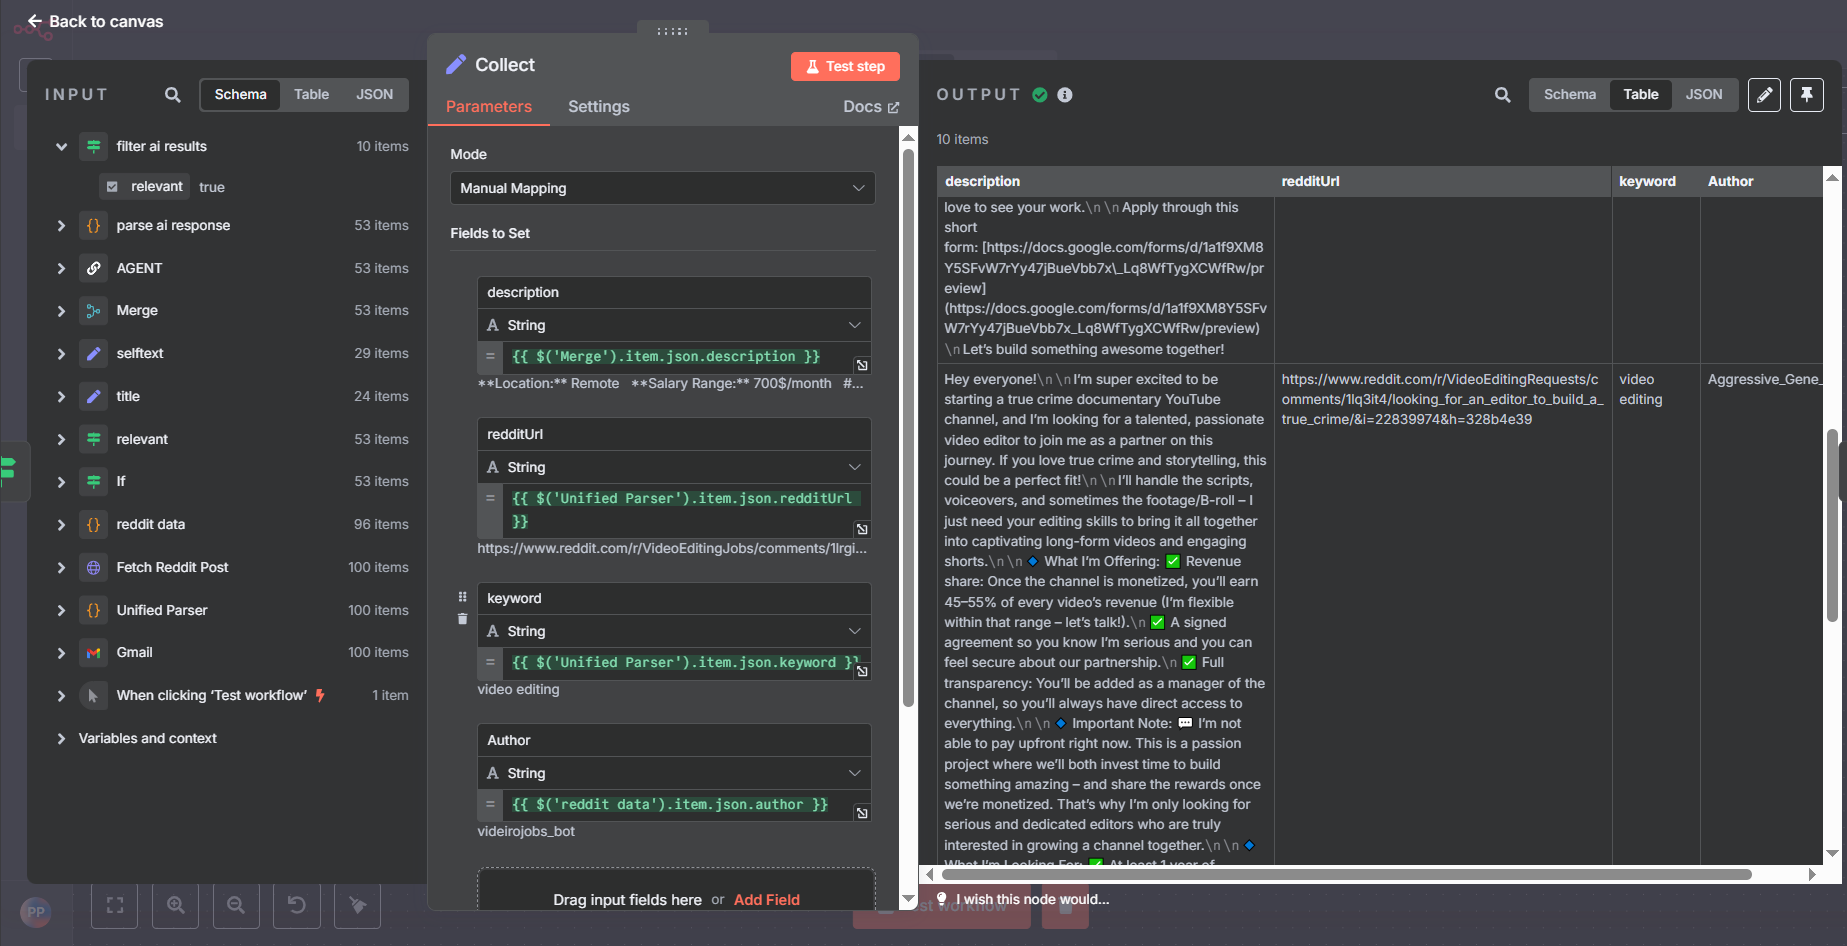 Back to canvas
INPUT
Schema
Table
JSON
filter ai results
10 items
relevant
true
parse ai response
53 items
AGENT
53 items
Merge
53 items
selftext
29 items
title
24 items
relevant
53 items
If
53 items
reddit data
96 items
Fetch Reddit Post
100 items
Unified Parser
100 items
Gmail
100 items
When clicking ‘Test workflow’
1 item
Variables and context
Collect
Test step
Parameters
Settings
Docs
Mode
Manual Mapping
Fields to Set
description
A String
= {{ $('Merge').item.json.description }}
**Location:** Remote **Salary Range:** 700$/month #...
redditUrl
A String
= {{ $('Unified Parser').item.json.redditUrl
}}
https://www.reddit.com/r/VideoEditingJobs/comments/1lrgi...
keyword
A String
= {{ $('Unified Parser').item.json.keyword }}
video editing
Author
A String
= {{ $('reddit data').item.json.author }}
videirojobs_bot
Drag input fields here or Add Field
OUTPUT
Schema
Table
JSON
10 items
description
redditUrl
keyword
Author
love to see your work.\n \n Apply through this
short
form: [https://docs.google.com/forms/d/1a1f9XM8
Y5SFvW7rYy47jBueVbb7x\_Lq8WfTygXCWfRw/pr
eview]
(https://docs.google.com/forms/d/1a1f9XM8Y5SFv
W7rYy47jBueVbb7x_Lq8WfTygXCWfRw/preview)
\n Let’s build something awesome together!
Hey everyone!\n \n I’m super excited to be
starting a true crime documentary YouTube
channel, and I’m looking for a talented, passionate
video editor to join me as a partner on this
journey. If you love true crime and storytelling, this
could be a perfect fit!\n \n I’ll handle the scripts,
voiceovers, and sometimes the footage/B-roll – I
just need your editing skills to bring it all together
into captivating long-form videos and engaging
shorts.\n \n 🔹 What I’m Offering: ✅ Revenue
share: Once the channel is monetized, you’ll earn
45–55% of every video’s revenue (I’m flexible
within that range – let’s talk!).\n ✅ A signed
agreement so you know I’m serious and you can
feel secure about our partnership.\n ✅ Full
transparency: You’ll be added as a manager of the
channel, so you’ll always have direct access to
everything.\n \n 🔹 Important Note: 💬 I’m not
able to pay upfront right now. This is a passion
project where we’ll both invest time to build
something amazing – and share the rewards once
we’re monetized. That’s why I’m only looking for
serious and dedicated editors who are truly
interested in growing a channel together.\n \n 🔹
What I’m Looking For: ✅ At least 1 year of
https://www.reddit.com/r/VideoEditingRequests/c
omments/1lq3it4/looking_for_an_editor_to_build_a_
true_crime/&i=22839974&h=328b4e39
video
editing
Aggressive_Gene_
I wish this node would...
PP